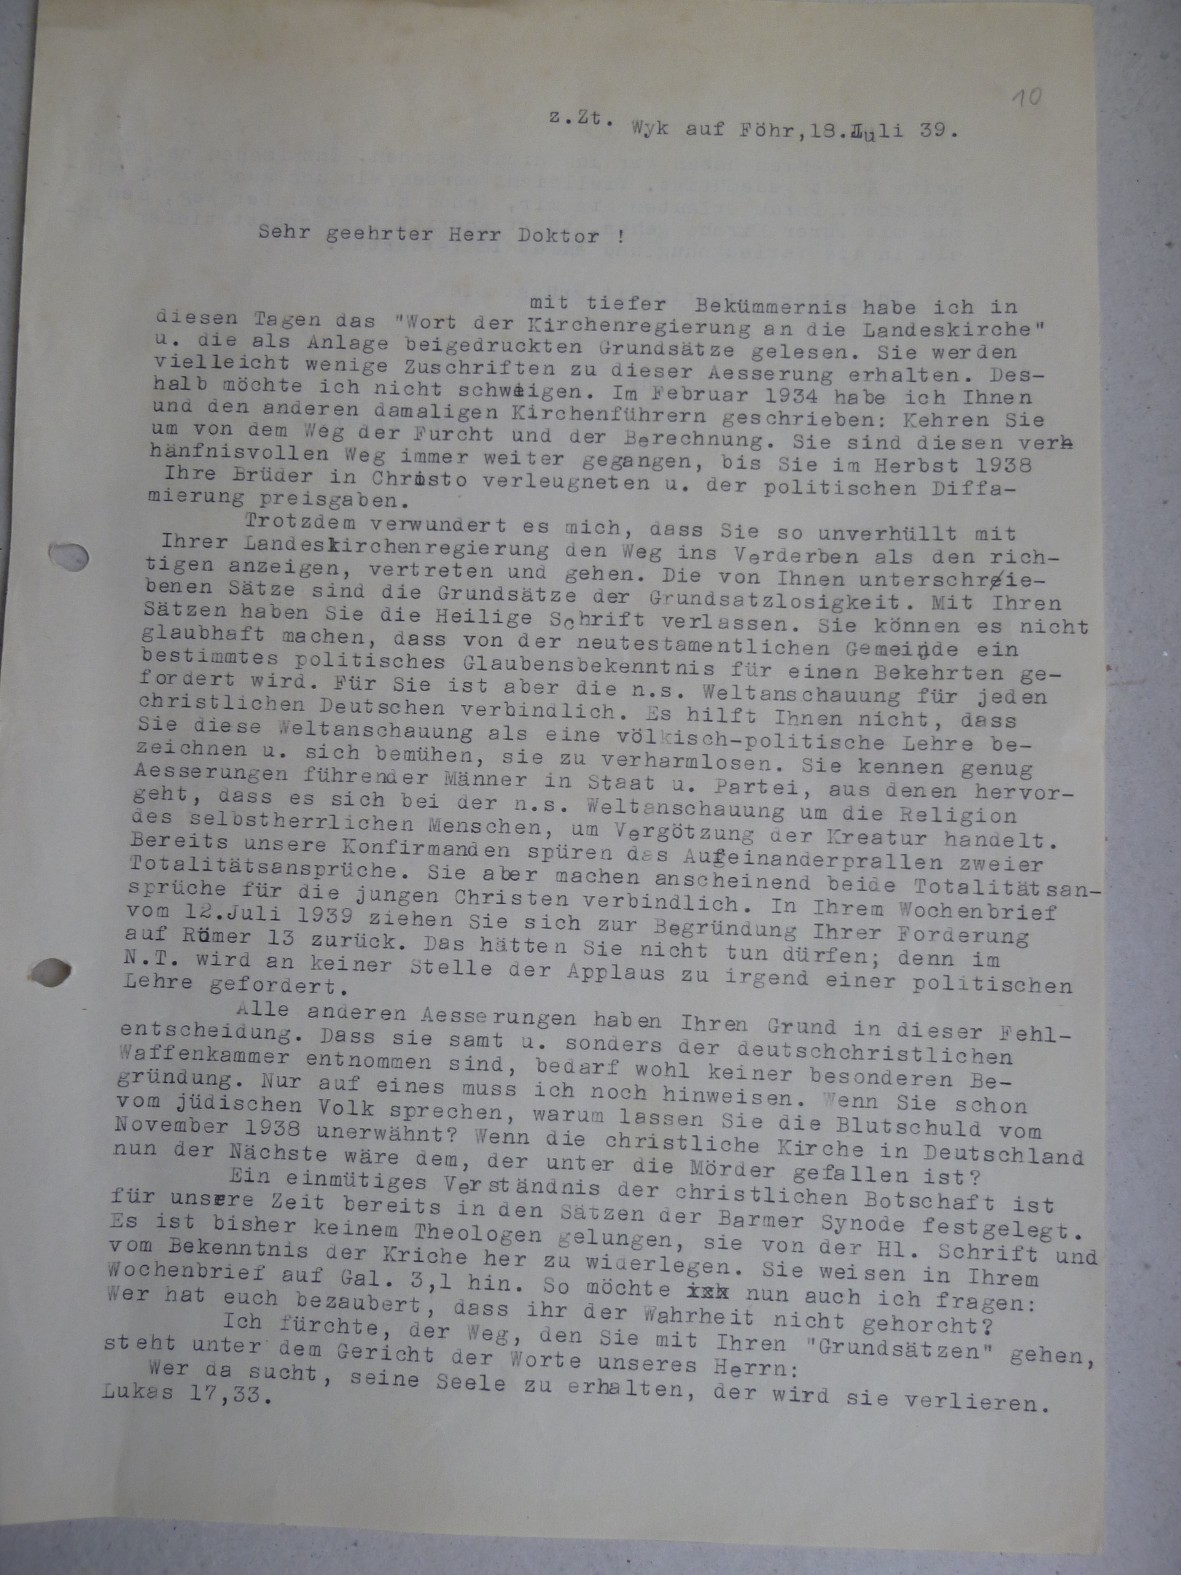 10
z.Zt. Wyk auf Föhr,18.Juli 39.
Sehr geehrter Herr Doktor !
mit tiefer Bekümmernis habe ich in
diesen Tagen das "Wort der Kirchenregierung an die Landeskirche"
u. die als Anlage beigedruckten Grundsätze gelesen. Sie werden
vielleicht wenige Zuschriften zu dieser Aesserung erhalten. Des-
halb möchte ich nicht schweigen. Im Februar 1934 habe ich Ihnen
und den anderen damaligen Kirchenführern geschrieben: Kehren Sie
um von dem Weg der Furcht und der Berechnung. Sie sind diesen verh
hänfnisvollen Weg immer weiter gegangen, bis Sie im Herbst 1938
Ihre Brüder in Christo verleugneten u. der politischen Diffa-
mierung preisgaben.
Trotzdem verwundert es mich, dass Sie so unverhüllt mit
Ihrer Landeskirchenregierung den Weg ins Verderben als den rich-
tigen anzeigen, vertreten und gehen. Die von Ihnen unterschrie-
benen Sätze sind die Grundsätze der Grundsatzlosigkeit. Mit Ihren
Sätzen haben Sie die Heilige Schrift verlassen. Sie können es nicht
glaubhaft machen, dass von der neutestamentlichen Gemeinde ein
bestimmtes politisches Glaubensbekenntnis für einen Bekehrten ge-
fordert wird. Für Sie ist aber die n.s. Weltanschauung für jeden
christlichen Deutschen verbindlich. Es hilft Ihnen nicht, dass
Sie diese Weltanschauung als eine völkisch-politische Lehre be-
zeichnen u. sich bemühen, sie zu verharmlosen. Sie kennen genug
Aesserungen führender Männer in Staat u. Partei, aus denen hervor-
geht, dass es sich bei der n.s. Weltanschauung um die Religion
des selbstherrlichen Menschen, um Vergötzung der Kreatur handelt.
Bereits unsere Konfirmanden spüren das Aufeinanderprallen zweier
Totalitätsansprüche. Sie aber machen anscheinend beide Totalitätsan-
sprüche für die jungen Christen verbindlich. In Ihrem Wochenbrief
vom 12.Juli 1939 ziehen Sie sich zur Begründung Ihrer Forderung
auf Römer 13 zurück. Das hätten Sie nicht tun dürfen; denn im
N.T. wird an keiner Stelle der Applaus zu irgend einer politischen
Lehre gefordert.
Alle anderen Aesserungen haben Ihren Grund in dieser Fehl-
entscheidung. Dass sie samt u. sonders der deutschchristlichen
Waffenkammer entnommen sind, bedarf wohl keiner besonderen Be-
gründung. Nur auf eines muss ich noch hinweisen. Wenn Sie schon
vom jüdischen Volk sprechen, warum lassen Sie die Blutschuld vom
November 1938 unerwähnt? Wenn die christliche Kirche in Deutschland
nun der Nächste wäre dem, der unter die Mörder gefallen ist?
Ein einmütiges Verständnis der christlichen Botschaft ist
für unsere Zeit bereits in den Sätzen der Barmer Synode festgelegt.
Es ist bisher keinem Theologen gelungen, sie von der Hl. Schrift und
vom Bekenntnis der Kriche her zu widerlegen. Sie weisen in Ihrem
Wochenbrief auf Gal. 3,1 hin. So möchte nun auch ich fragen:
Wer hat euch bezaubert, dass ihr der Wahrheit nicht gehorcht?
Ich fürchte, der Weg, den Sie mit Ihren "Grundsätzen" gehen,
steht unter dem Gericht der Worte unseres Herrn:
Wer da sucht, seine Seele zu erhalten, der wird sie verlieren.
Lukas 17,33.